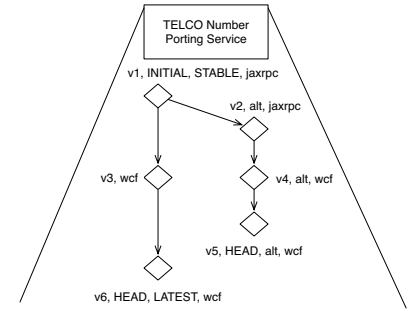 TELCO Number
Porting Service
v1, INITIAL, STABLE, jaxrpc
v2, alt, jaxrpc
v3, wcf
v4, alt, wcf
v5, HEAD, alt, wcf
v6, HEAD, LATEST, wcf